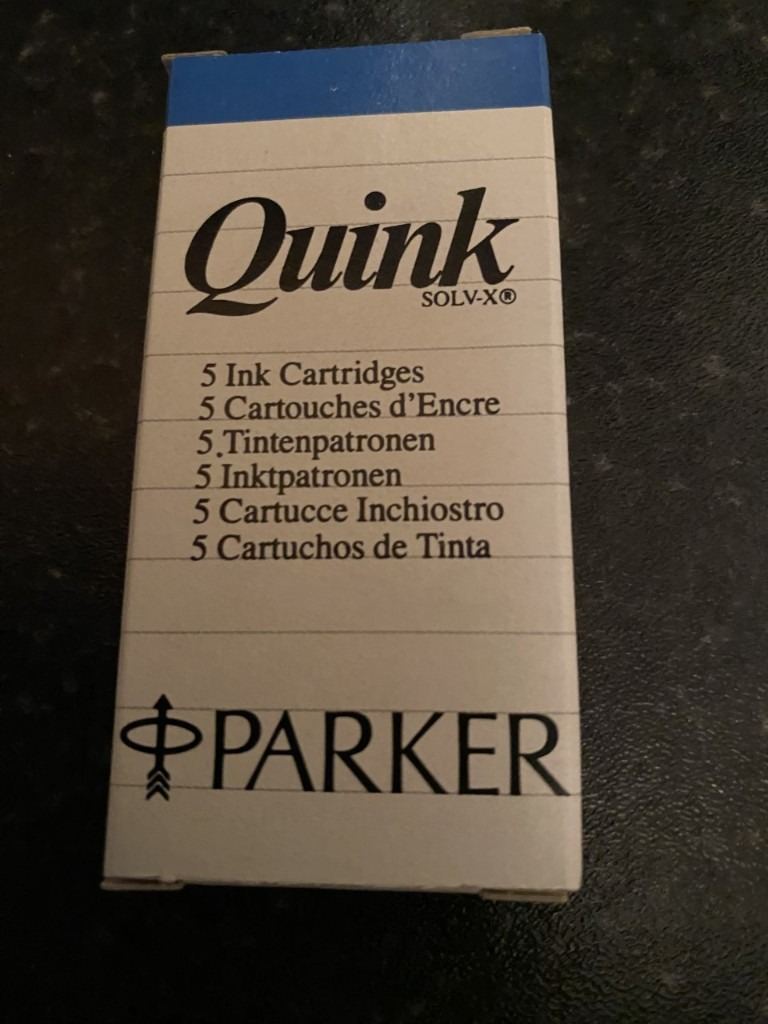 Quink
SOLV-X®
5 Ink Cartridges
5 Cartouches d'Encre
5 Tintenpatronen
5 Inktpatronen
5 Cartucce Inchiostro
5 Cartuchos de Tinta
PARKER